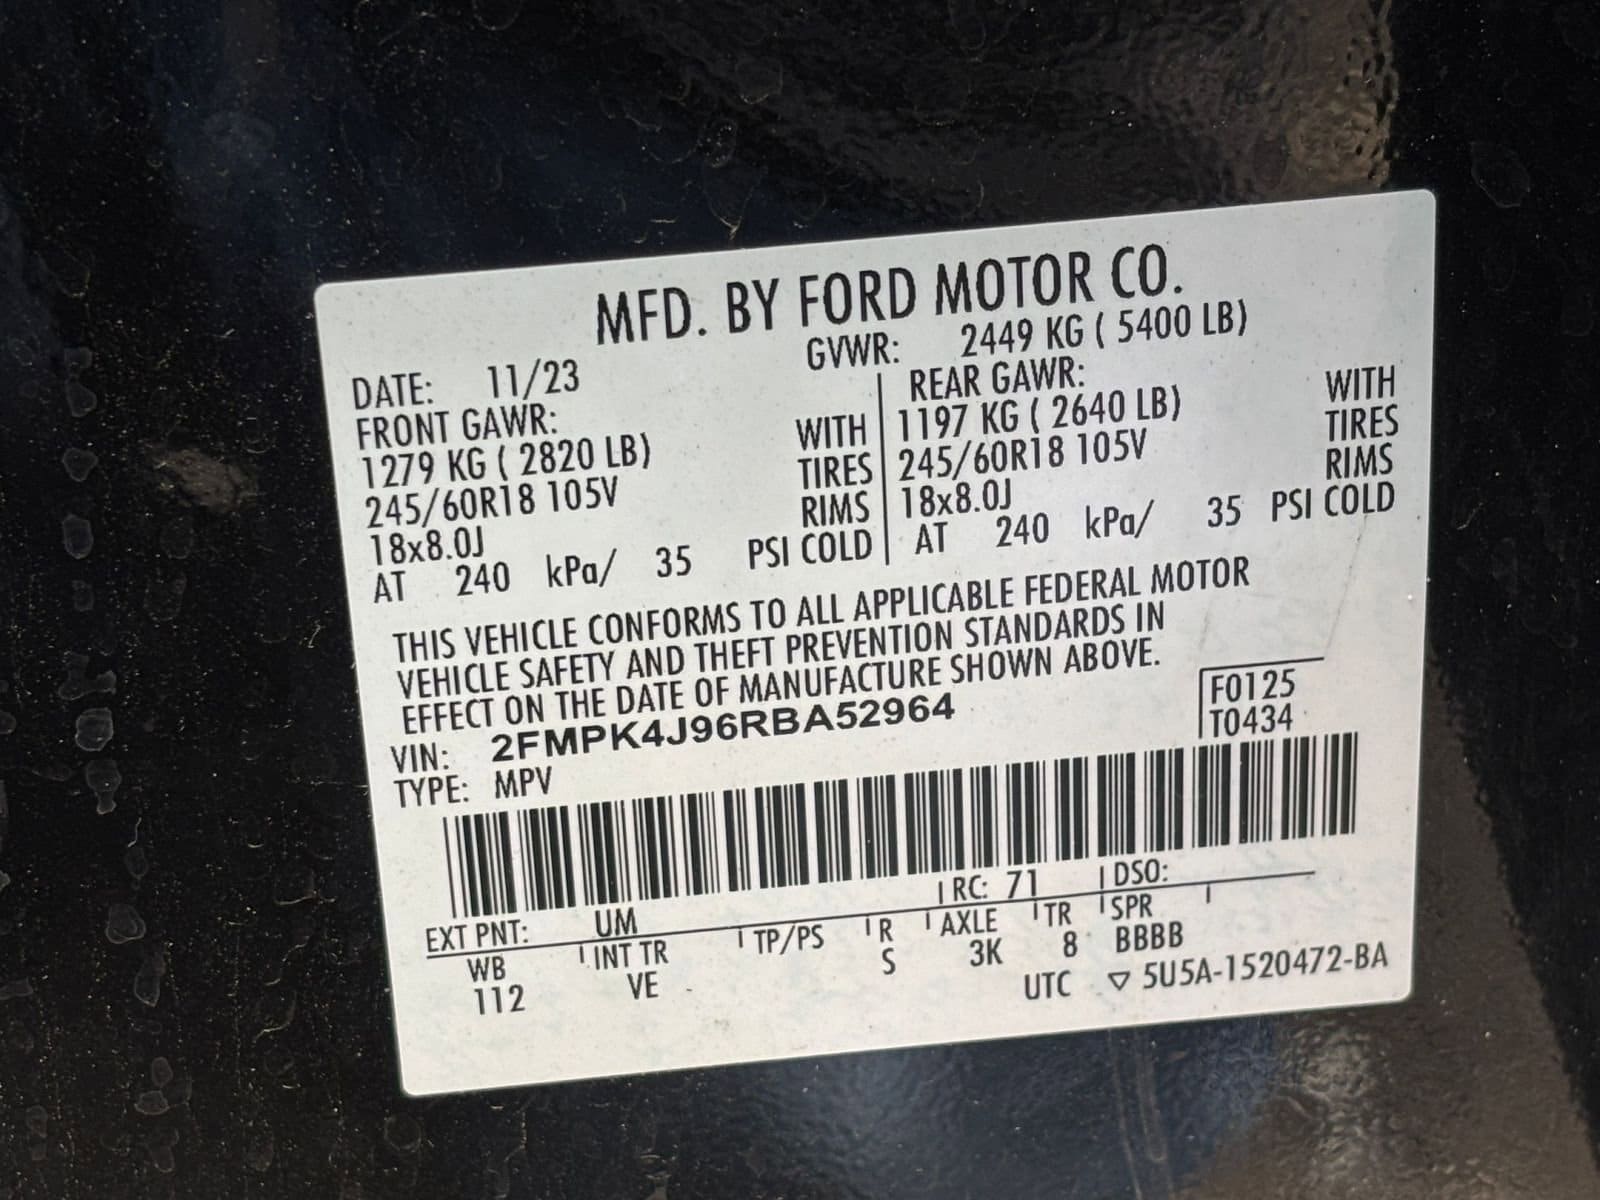 MFD. BY FORD MOTOR CO.
DATE: 11/23 GVWR: 2449 KG ( 5400 LB)
FRONT GAWR: REAR GAWR:
1279 KG ( 2820 LB) WITH 1197 KG ( 2640 LB) WITH
245/60R18 105V TIRES 245/60R18 105V TIRES
18x8.0J RIMS 18x8.0J RIMS
AT 240 kPa/ 35 PSI COLD AT 240 kPa/ 35 PSI COLD
THIS VEHICLE CONFORMS TO ALL APPLICABLE FEDERAL MOTOR
VEHICLE SAFETY AND THEFT PREVENTION STANDARDS IN
EFFECT ON THE DATE OF MANUFACTURE SHOWN ABOVE.
VIN: 2FMPK4J96RBA52964 F0125
TYPE: MPV T0434
EXT PNT: UM RC: 71 DSO:
WB INT TR TP/PS R AXLE TR SPR
112 VE S 3K 8 BBBB
UTC ▽ 5U5A-1520472-BA